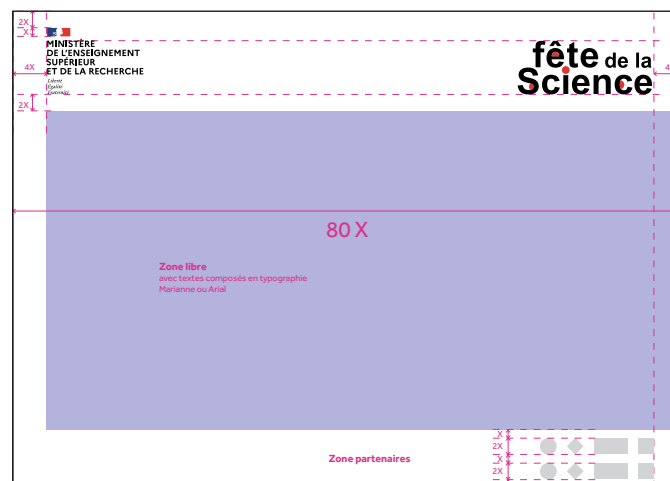 2X
X
MINISTÈRE
DE L'ENSEIGNEMENT
SUPÉRIEUR
ET DE LA RECHERCHE
Liberté
Égalité
Fraternité
4X
2X
fête de la
Science
4
80 X
Zone libre
avec textes composés en typographie
Marianne ou Arial
Zone partenaires
X
2X
X
2X